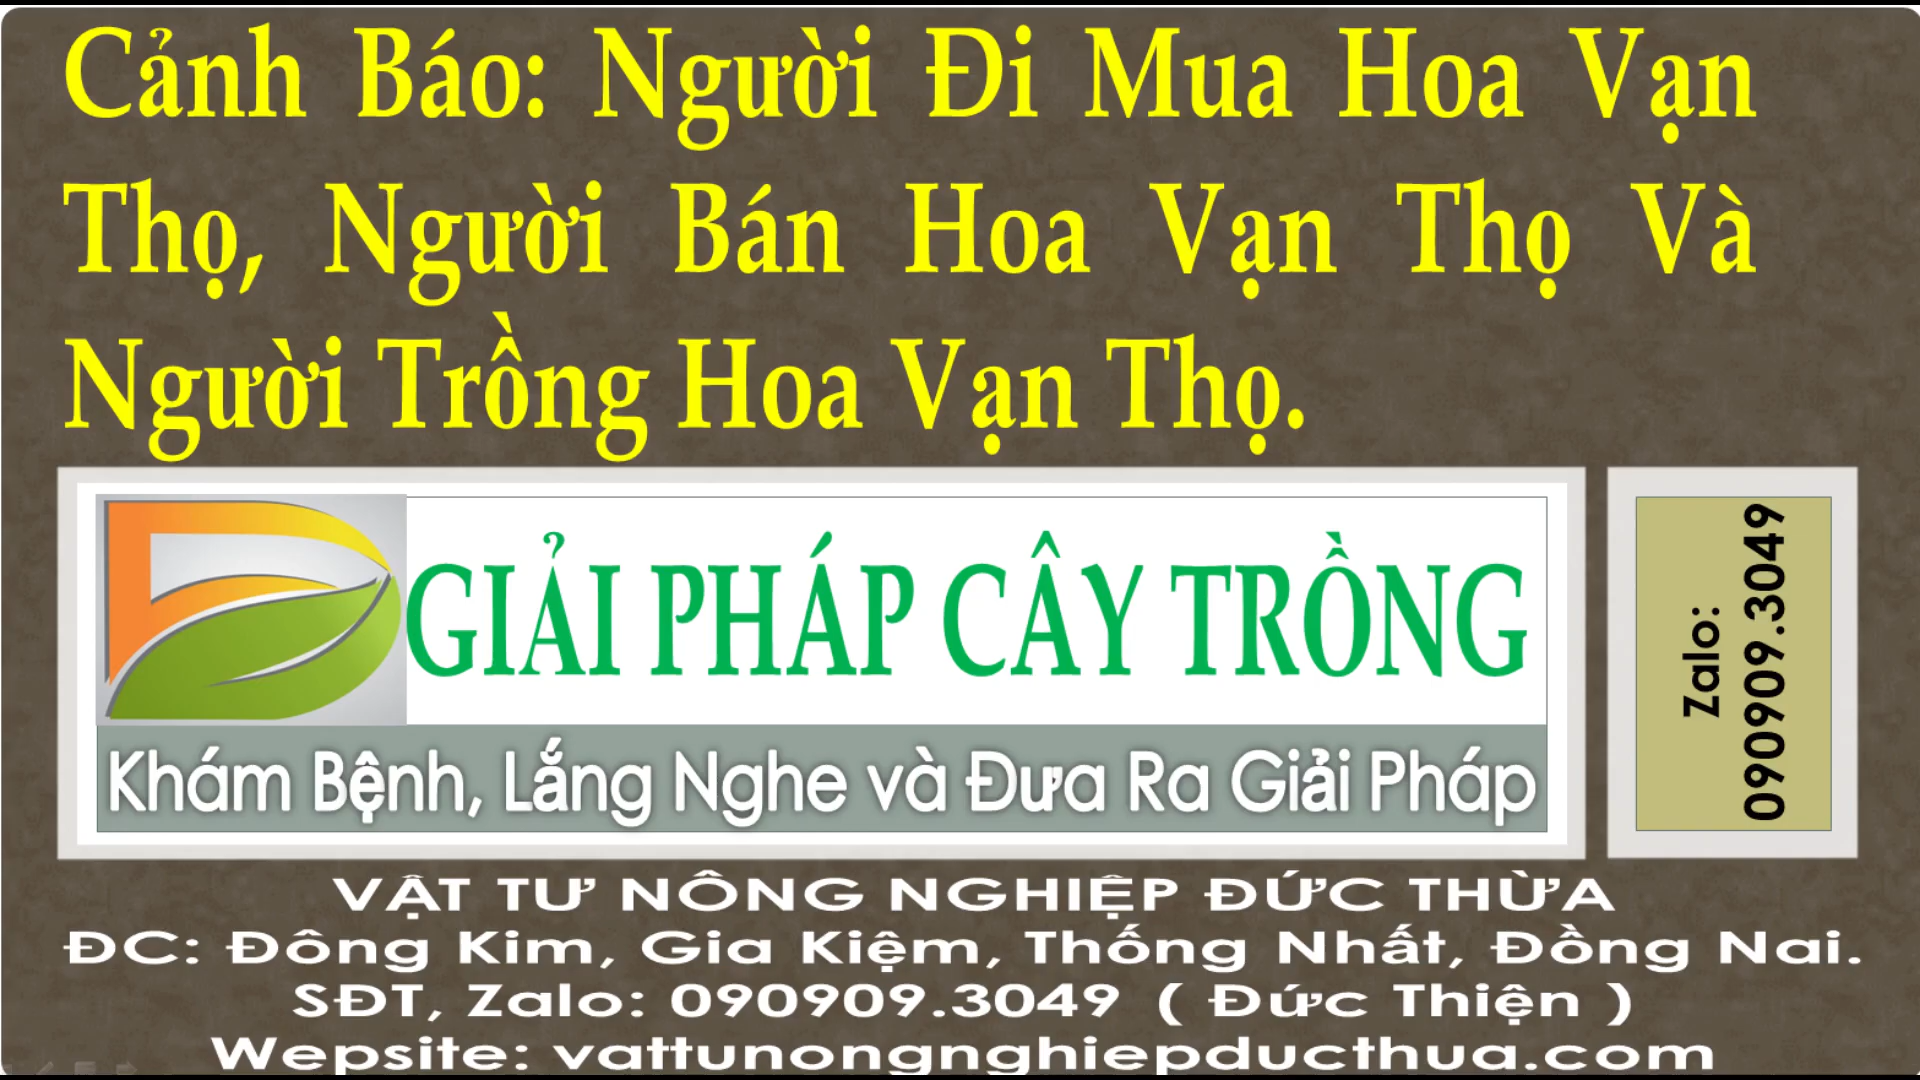 Cảnh Báo: Người Đi Mua Hoa Vạn
Thọ, Người Bán Hoa Vạn Thọ Và
Người Trồng Hoa Vạn Thọ.
GIẢI PHÁP CÂY TRỒNG
Khám Bệnh, Lắng Nghe và Đưa Ra Giải Pháp
Zalo:
090909.3049
VẬT TƯ NÔNG NGHIỆP ĐỨC THỪA
ĐC: Đông Kim, Gia Kiệm, Thống Nhất, Đồng Nai.
SĐT, Zalo: 090909.3049 ( Đức Thiện )
Wepsite: vattunongnghiepducthua.com